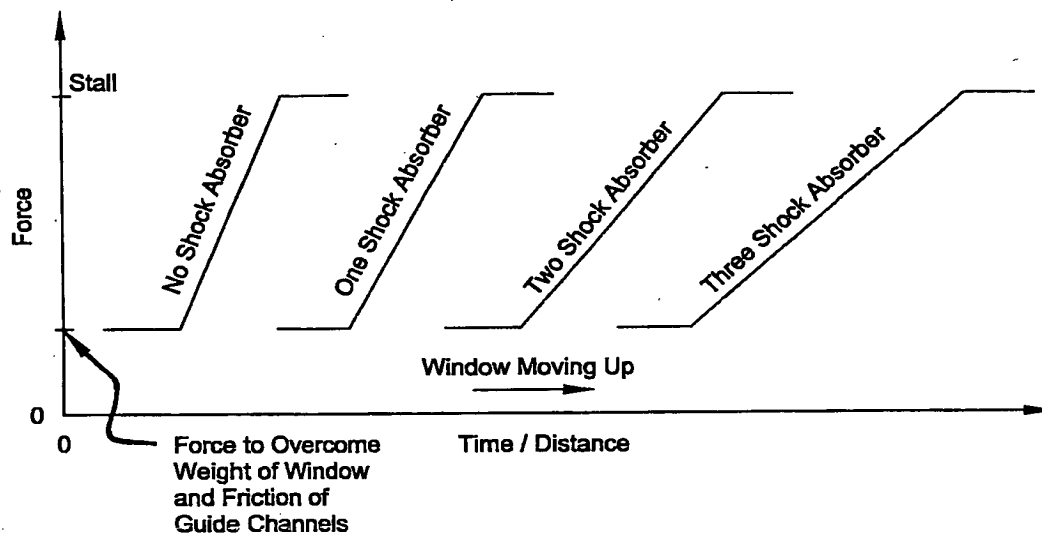 Stall
No Shock Absorber
One Shock Absorber
Two Shock Absorber
Three Shock Absorber
Force
Window Moving Up
0
0
Force to Overcome
Weight of Window
and Friction of
Guide Channels
Time / Distance